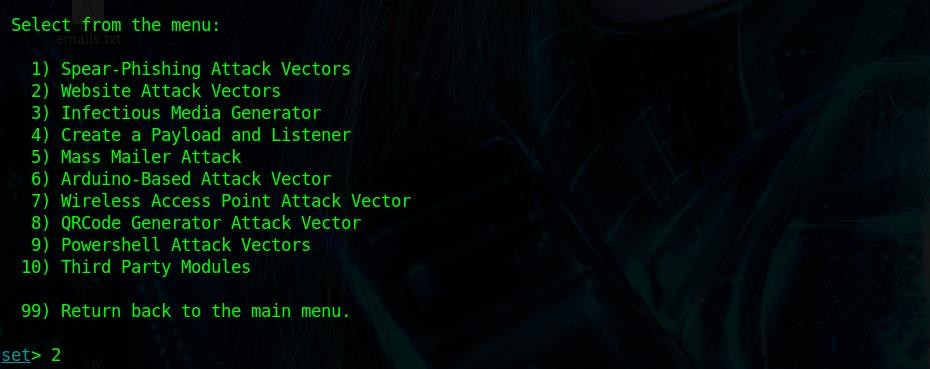 Select from the menu:
emails.txt
1) Spear-Phishing Attack Vectors
2) Website Attack Vectors
3) Infectious Media Generator
4) Create a Payload and Listener
5) Mass Mailer Attack
6) Arduino-Based Attack Vector
7) Wireless Access Point Attack Vector
8) QRCode Generator Attack Vector
9) Powershell Attack Vectors
10) Third Party Modules
99) Return back to the main menu.
set> 2